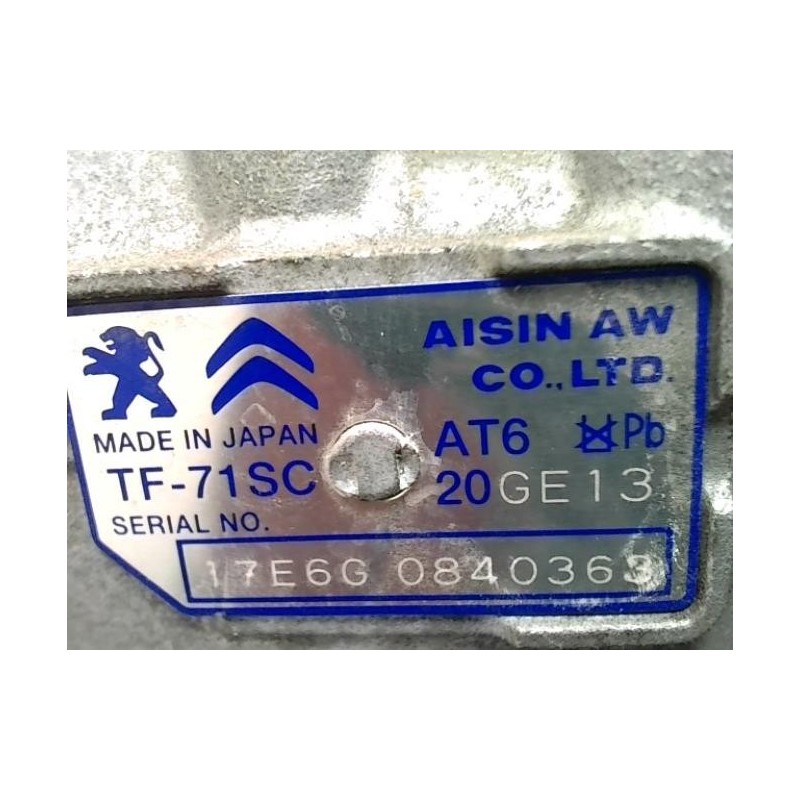 AISIN AW
CO.,LTD.
MADE IN JAPAN
AT6 Pb
TF-71SC
20GE13
SERIAL NO.
17E6G 0840363